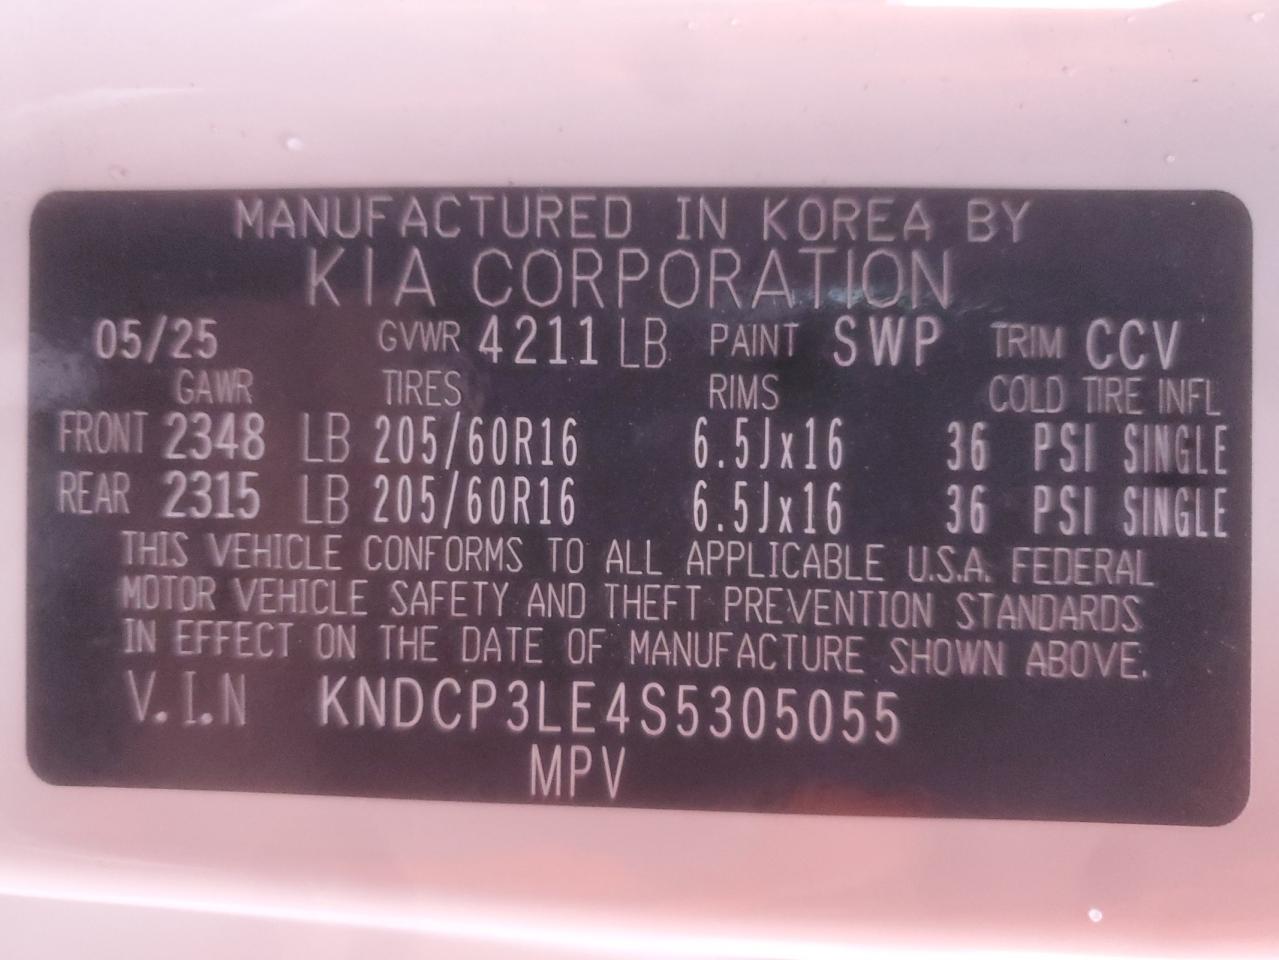 MANUFACTURED IN KOREA BY
KIA CORPORATION
05/25 GVWR 4211 LB PAINT SWP TRIM CCV
GAWR TIRES RIMS COLD TIRE INFL
FRONT 2348 LB 205/60R16 6.5Jx16 36 PSI SINGLE
REAR 2315 LB 205/60R16 6.5Jx16 36 PSI SINGLE
THIS VEHICLE CONFORMS TO ALL APPLICABLE U.S.A. FEDERAL
MOTOR VEHICLE SAFETY AND THEFT PREVENTION STANDARDS
IN EFFECT ON THE DATE OF MANUFACTURE SHOWN ABOVE.
V.I.N KNDCP3LE4S5305055
MPV